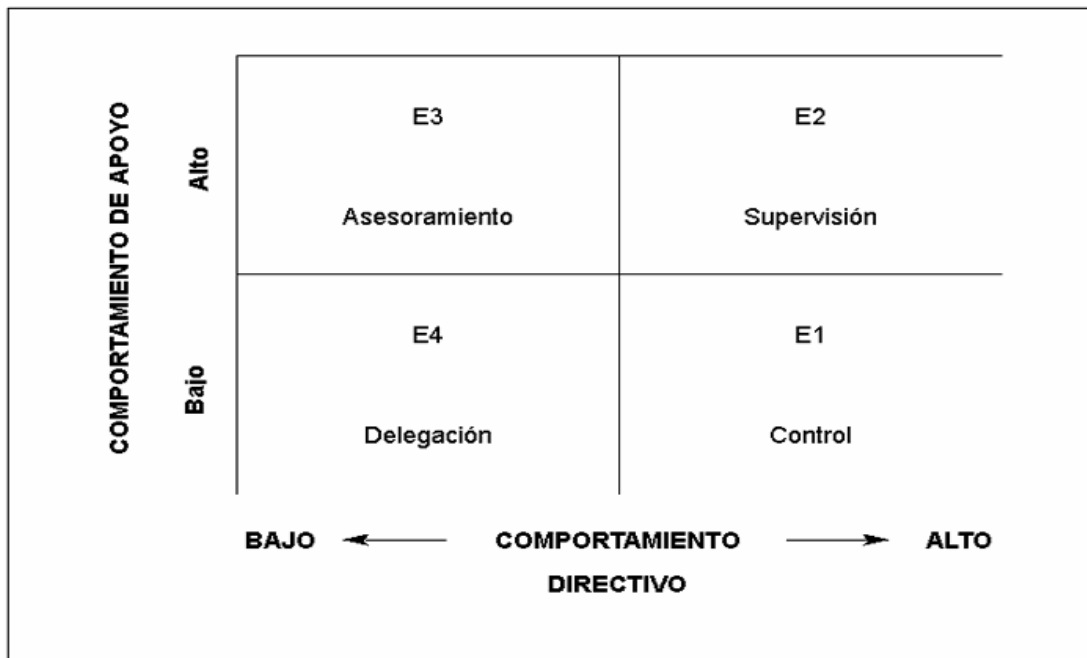 COMPORTAMIENTO DE APOYO
Alto
Bajo
E3
E2
Asesoramiento
Supervisión
E4
E1
Delegación
Control
BAJO
COMPORTAMIENTO
ALTO
DIRECTIVO